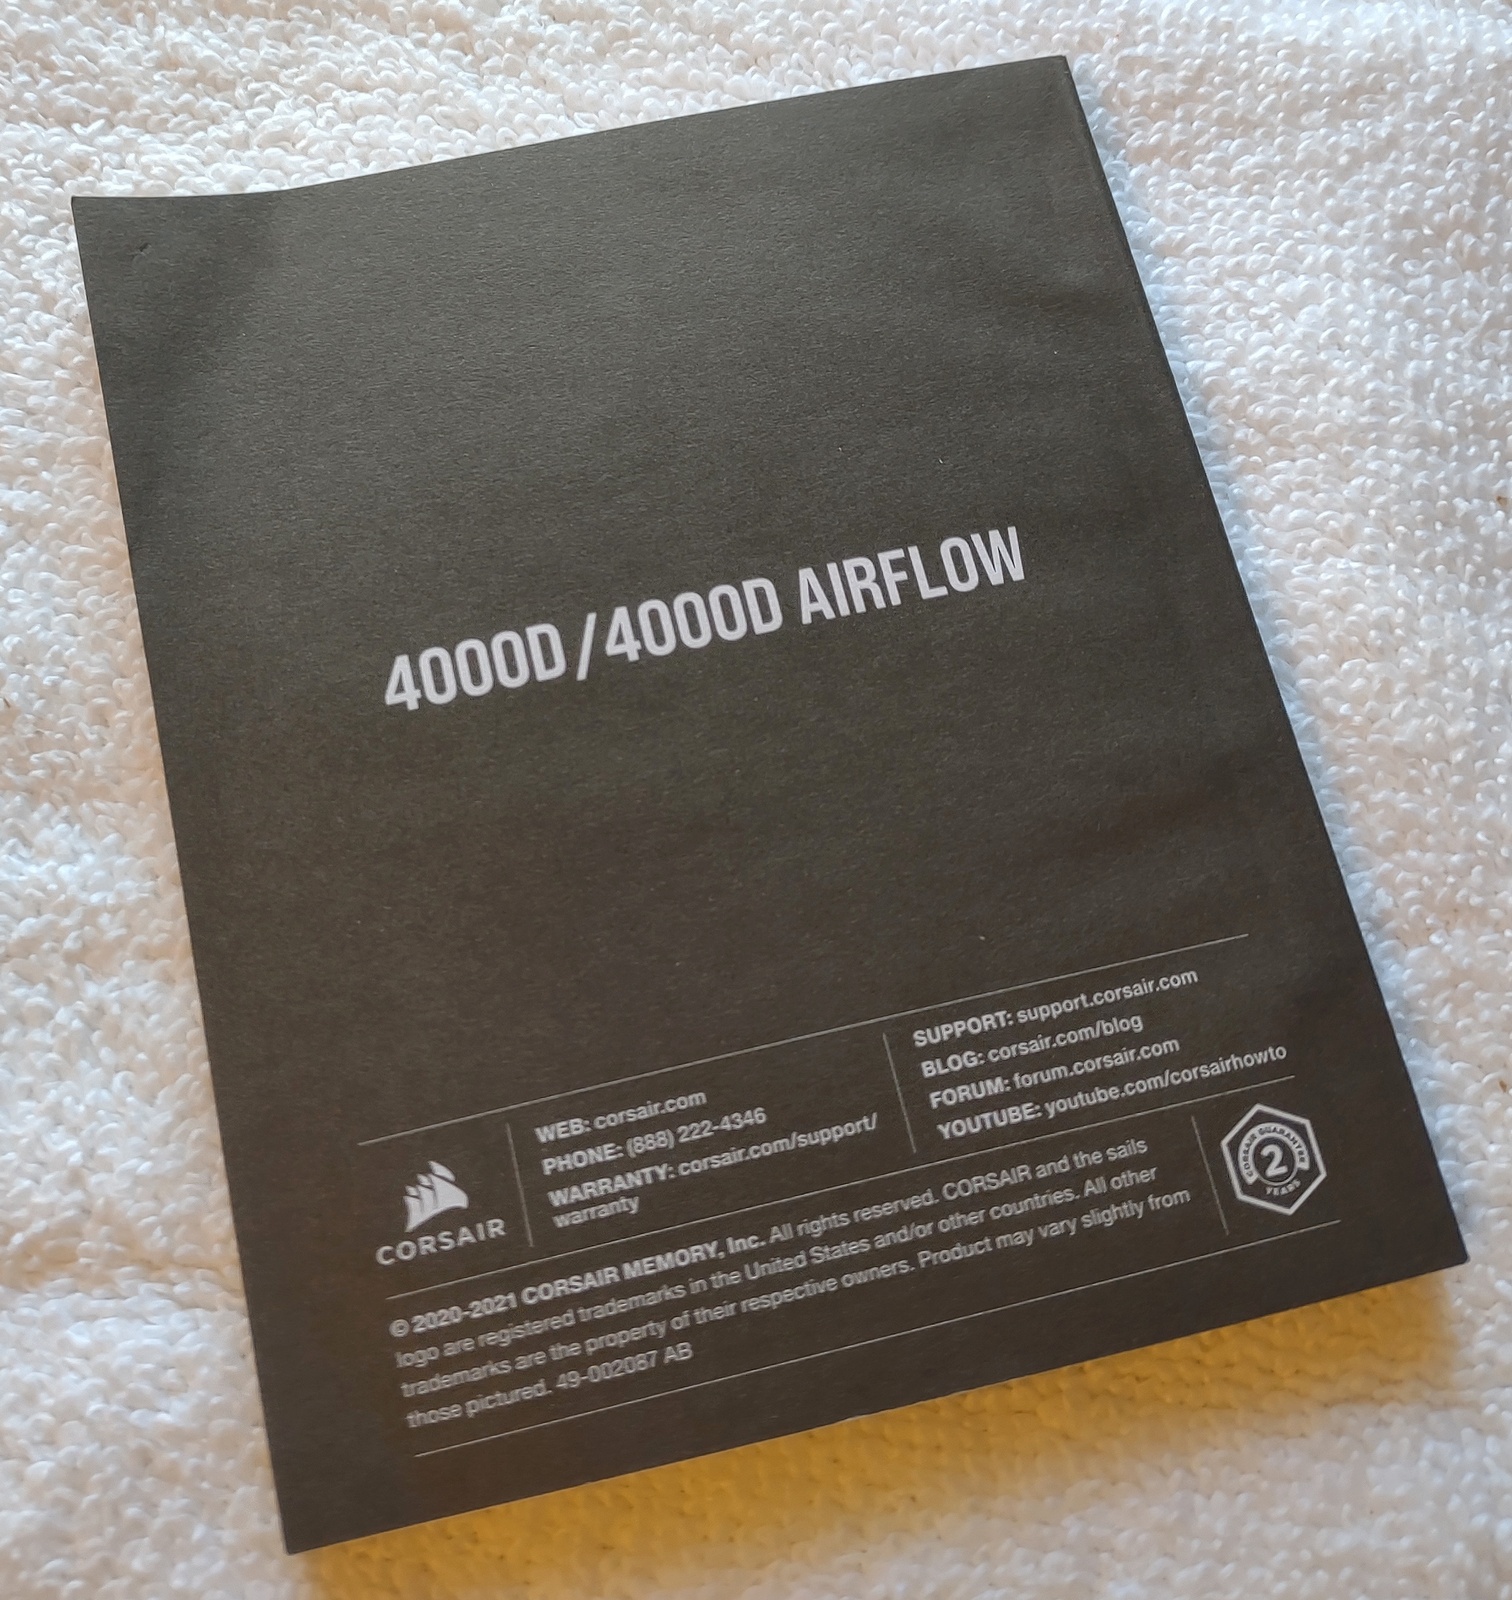 4000D / 4000D AIRFLOW
CORSAIR
WEB: corsair.com
PHONE: (888) 222-4346
WARRANTY: corsair.com/support/
warranty
SUPPORT: support.corsair.com
BLOG: corsair.com/blog
FORUM: forum.corsair.com
YOUTUBE: youtube.com/corsairhowto
© 2020-2021 CORSAIR MEMORY, Inc. All rights reserved. CORSAIR and the sails
logo are registered trademarks in the United States and/or other countries. All other
trademarks are the property of their respective owners. Product may vary slightly from
those pictured. 49-002087 AB
CORSAIR GUARANTEE
2
YEARS